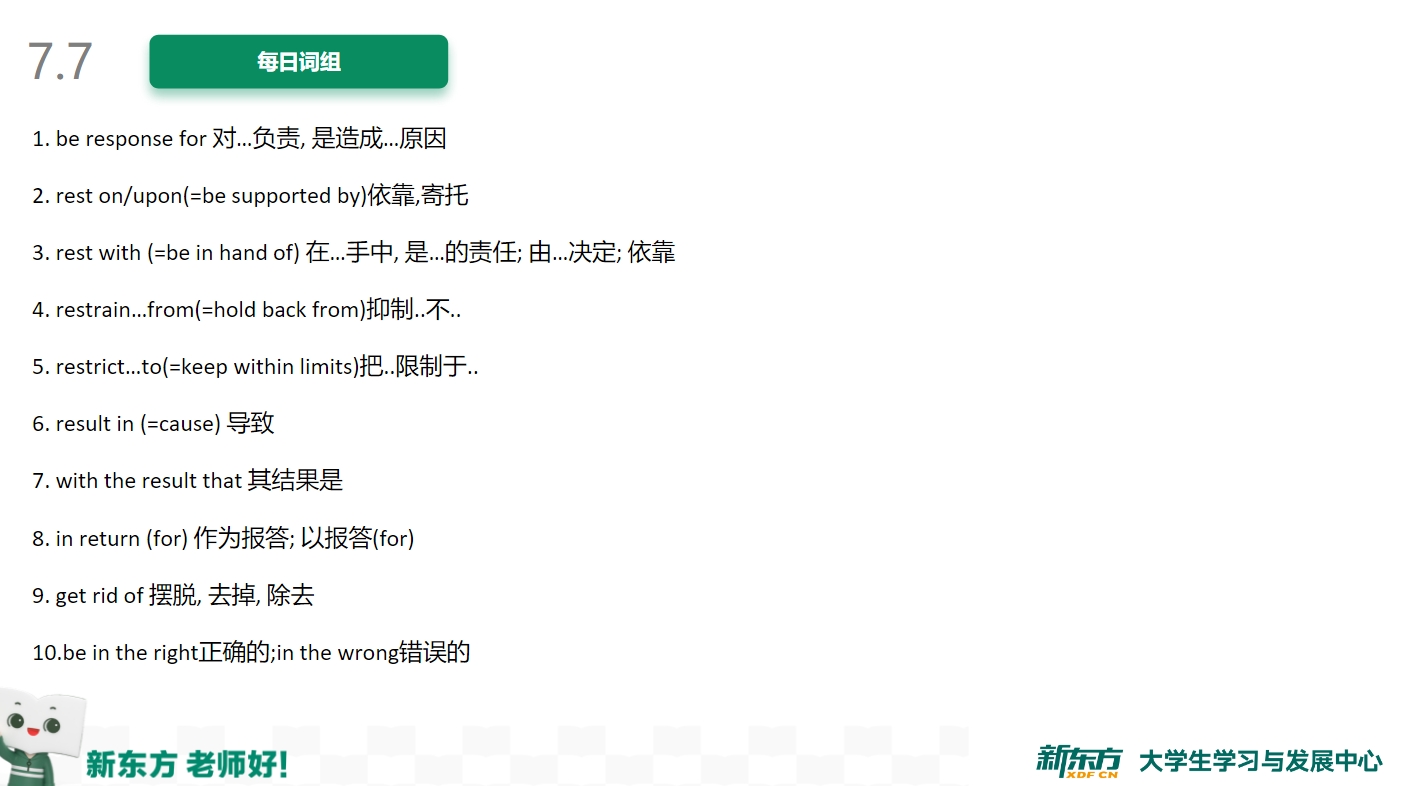 7.7
每日词组
1. be response for 对...负责, 是造成...原因
2. rest on/upon(=be supported by)依靠,寄托
3. rest with (=be in hand of) 在...手中, 是...的责任; 由...决定; 依靠
4. restrain...from(=hold back from)抑制..不..
5. restrict...to(=keep within limits)把..限制于..
6. result in (=cause) 导致
7. with the result that 其结果是
8. in return (for) 作为报答; 以报答(for)
9. get rid of 摆脱, 去掉, 除去
10.be in the right正确的;in the wrong错误的
新东方 老师好!
新东方 XDF.CN 大学生学习与发展中心